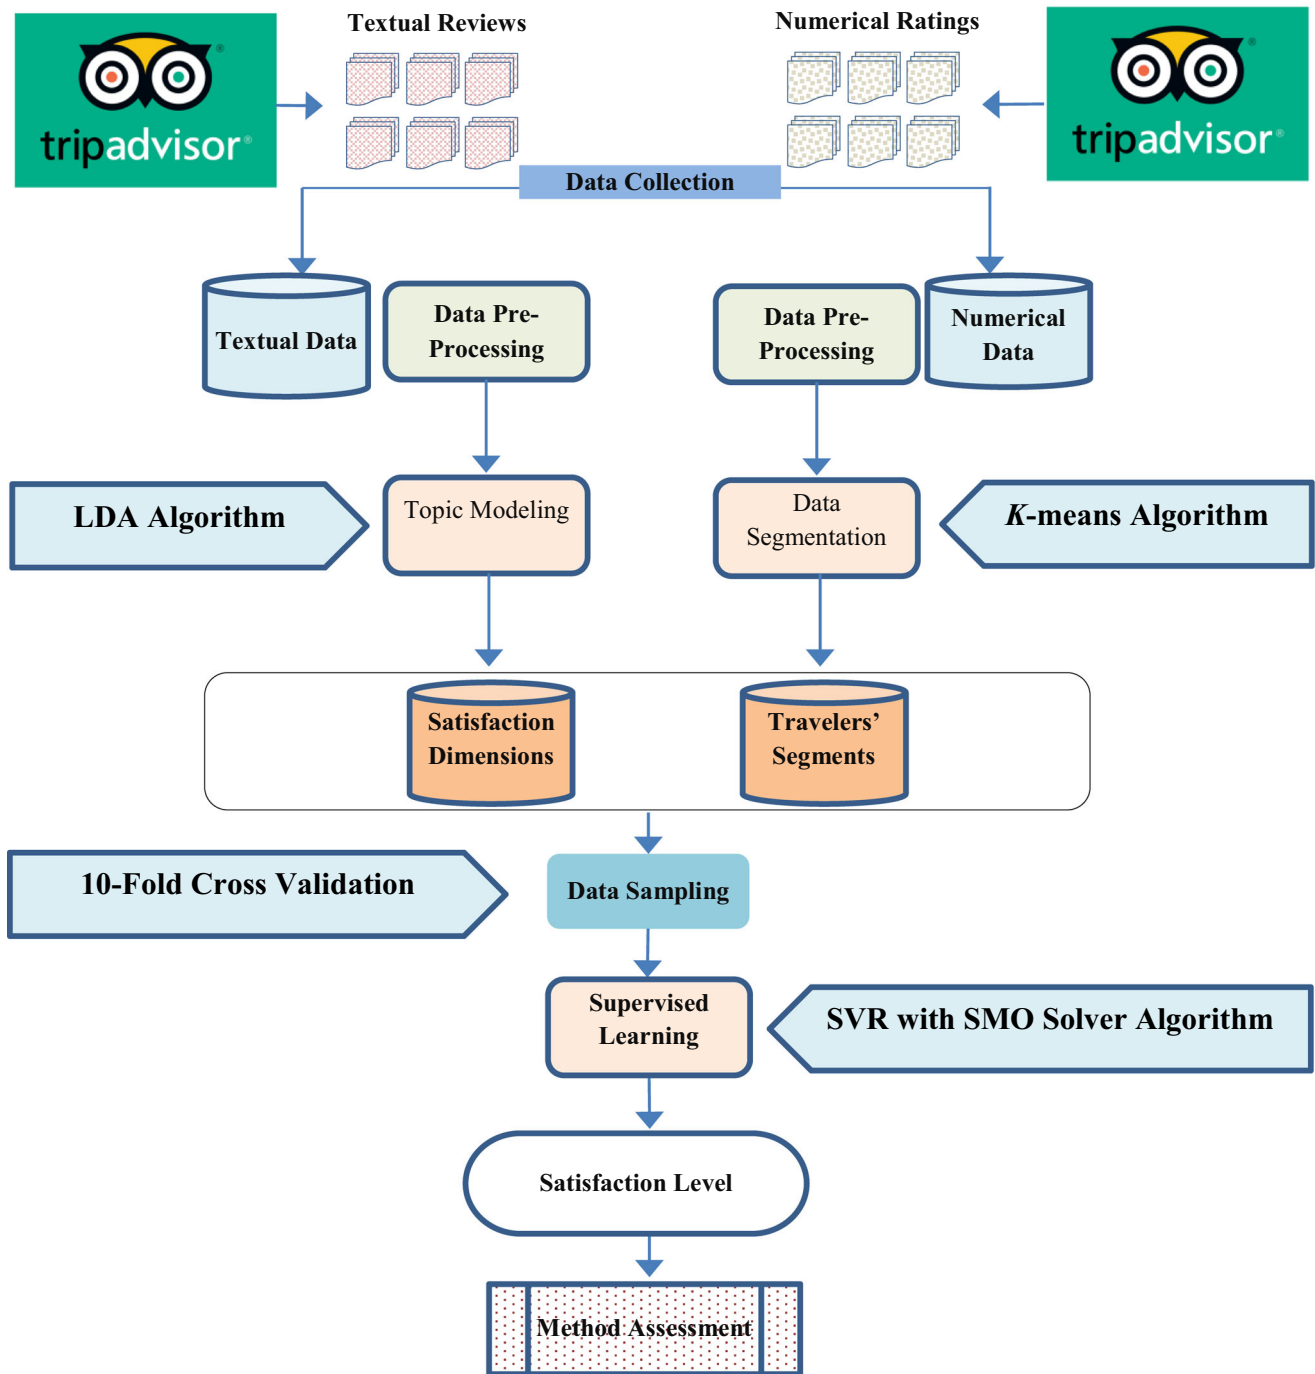 Textual Reviews
Numerical Ratings
tripadvisor®
tripadvisor®
Data Collection
Textual Data
Data Pre-
Processing
Data Pre-
Processing
Numerical
Data
LDA Algorithm
Topic Modeling
Data
Segmentation
K-means Algorithm
Satisfaction
Dimensions
Travelers’
Segments
10-Fold Cross Validation
Data Sampling
Supervised
Learning
SVR with SMO Solver Algorithm
Satisfaction Level
Method Assessment